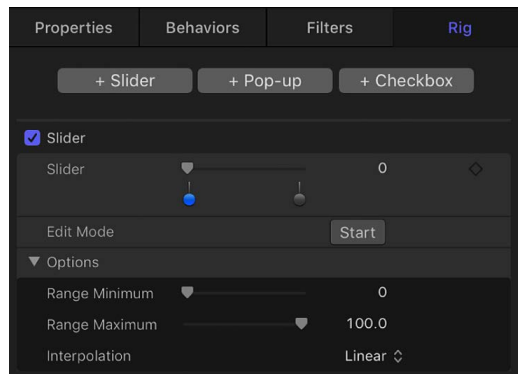 Properties Behaviors Filters Rig
+ Slider + Pop-up + Checkbox
Slider
Slider 0
Edit Mode Start
Options
Range Minimum 0
Range Maximum 100.0
Interpolation Linear